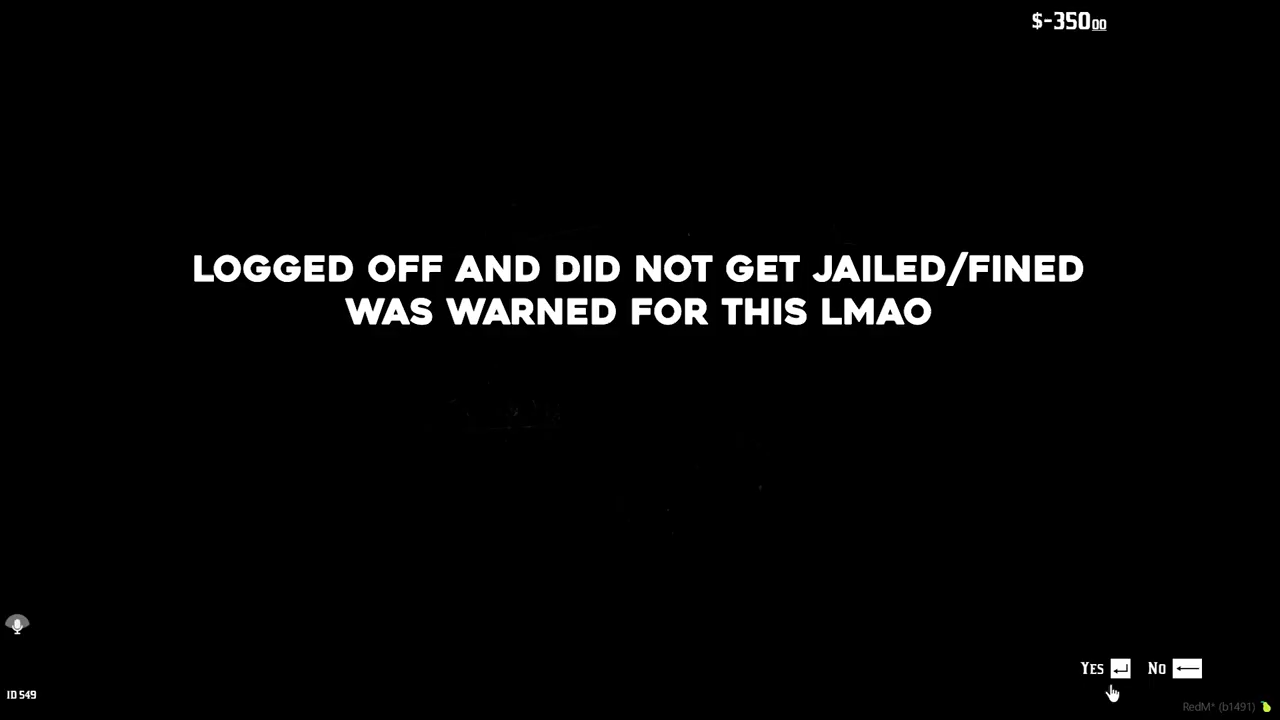 $-35000
LOGGED OFF AND DID NOT GET JAILED/FINED
WAS WARNED FOR THIS LMAO
YES NO
ID 549
RedM* (b1491)